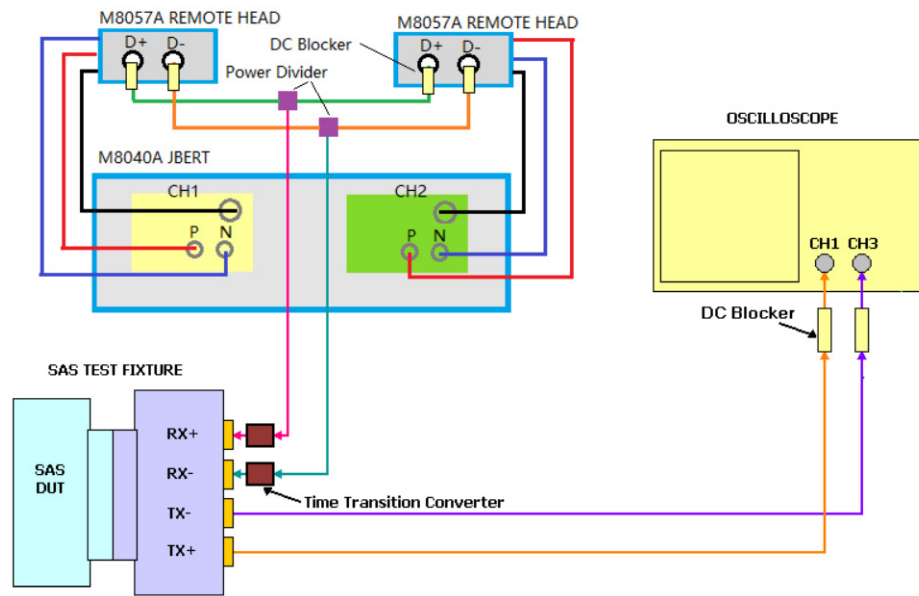 M8057A REMOTE HEAD
M8057A REMOTE HEAD
D+ D-
DC Blocker
D+ D-
Power Divider
OSCILLOSCOPE
M8040A JBERT
CH1
CH2
P N
P N
CH1 CH3
DC Blocker
SAS TEST FIXTURE
RX+
SAS
DUT
RX-
Time Transition Converter
TX-
TX+